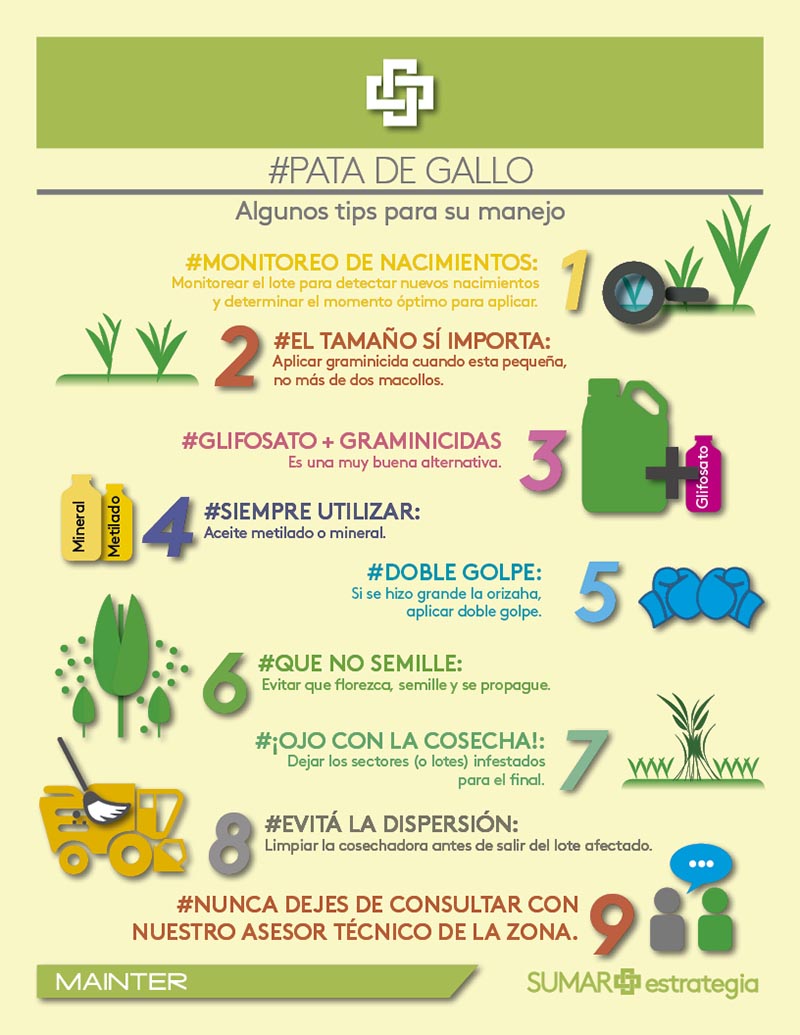 #PATA DE GALLO
Algunos tips para su manejo
#MONITOREO DE NACIMIENTOS:
Monitorear el lote para detectar nuevos nacimientos
y determinar el momento óptimo para aplicar.
1
2
#EL TAMAÑO SÍ IMPORTA:
Aplicar graminicida cuando esta pequeña,
no más de dos macollos.
#GLIFOSATO + GRAMINICIDAS
Es una muy buena alternativa.
3
Glifosato
Mineral
Metilado
4
#SIEMPRE UTILIZAR:
Aceite metilado o mineral.
#DOBLE GOLPE:
Si se hizo grande la orizaha,
aplicar doble golpe.
5
6
#QUE NO SEMILLE:
Evitar que florezca, semille y se propague.
#¡OJO CON LA COSECHA!:
Dejar los sectores (o lotes) infestados
para el final.
7
8
#EVITÁ LA DISPERSIÓN:
Limpiar la cosechadora antes de salir del lote afectado.
#NUNCA DEJES DE CONSULTAR CON
NUESTRO ASESOR TÉCNICO DE LA ZONA.
9
MAINTER
SUMAR estrategia